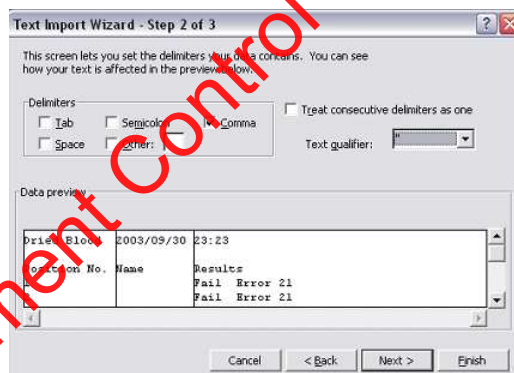 Text Import Wizard - Step 2 of 3
This screen lets you set the delimiters your data contains. You can see
how your text is affected in the preview below.
Delimiters
Tab
Semicolon
Comma
Space
Other:
Treat consecutive delimiters as one
Text qualifier: "
Data preview
Dried Blood 2003/09/30 23:23
Position No. Name Results
Fail Error 21
Fail Error 21
Cancel < Back Next > Finish
ment Control